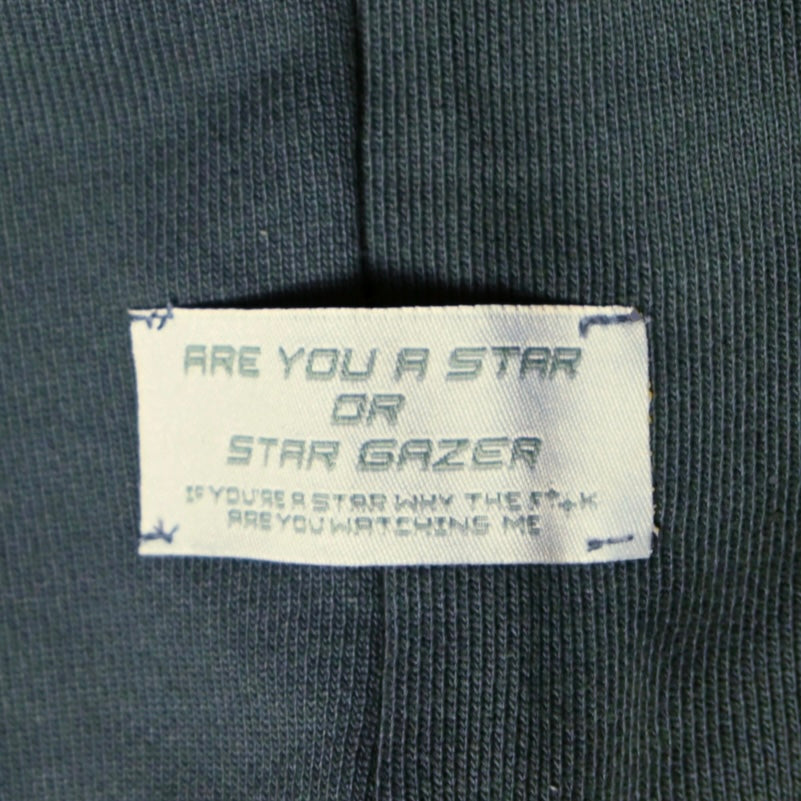 ARE YOU A STAR
OR
STAR GAZER
IF YOU'RE A STAR WHY THE F**K
ARE YOU WATCHING ME